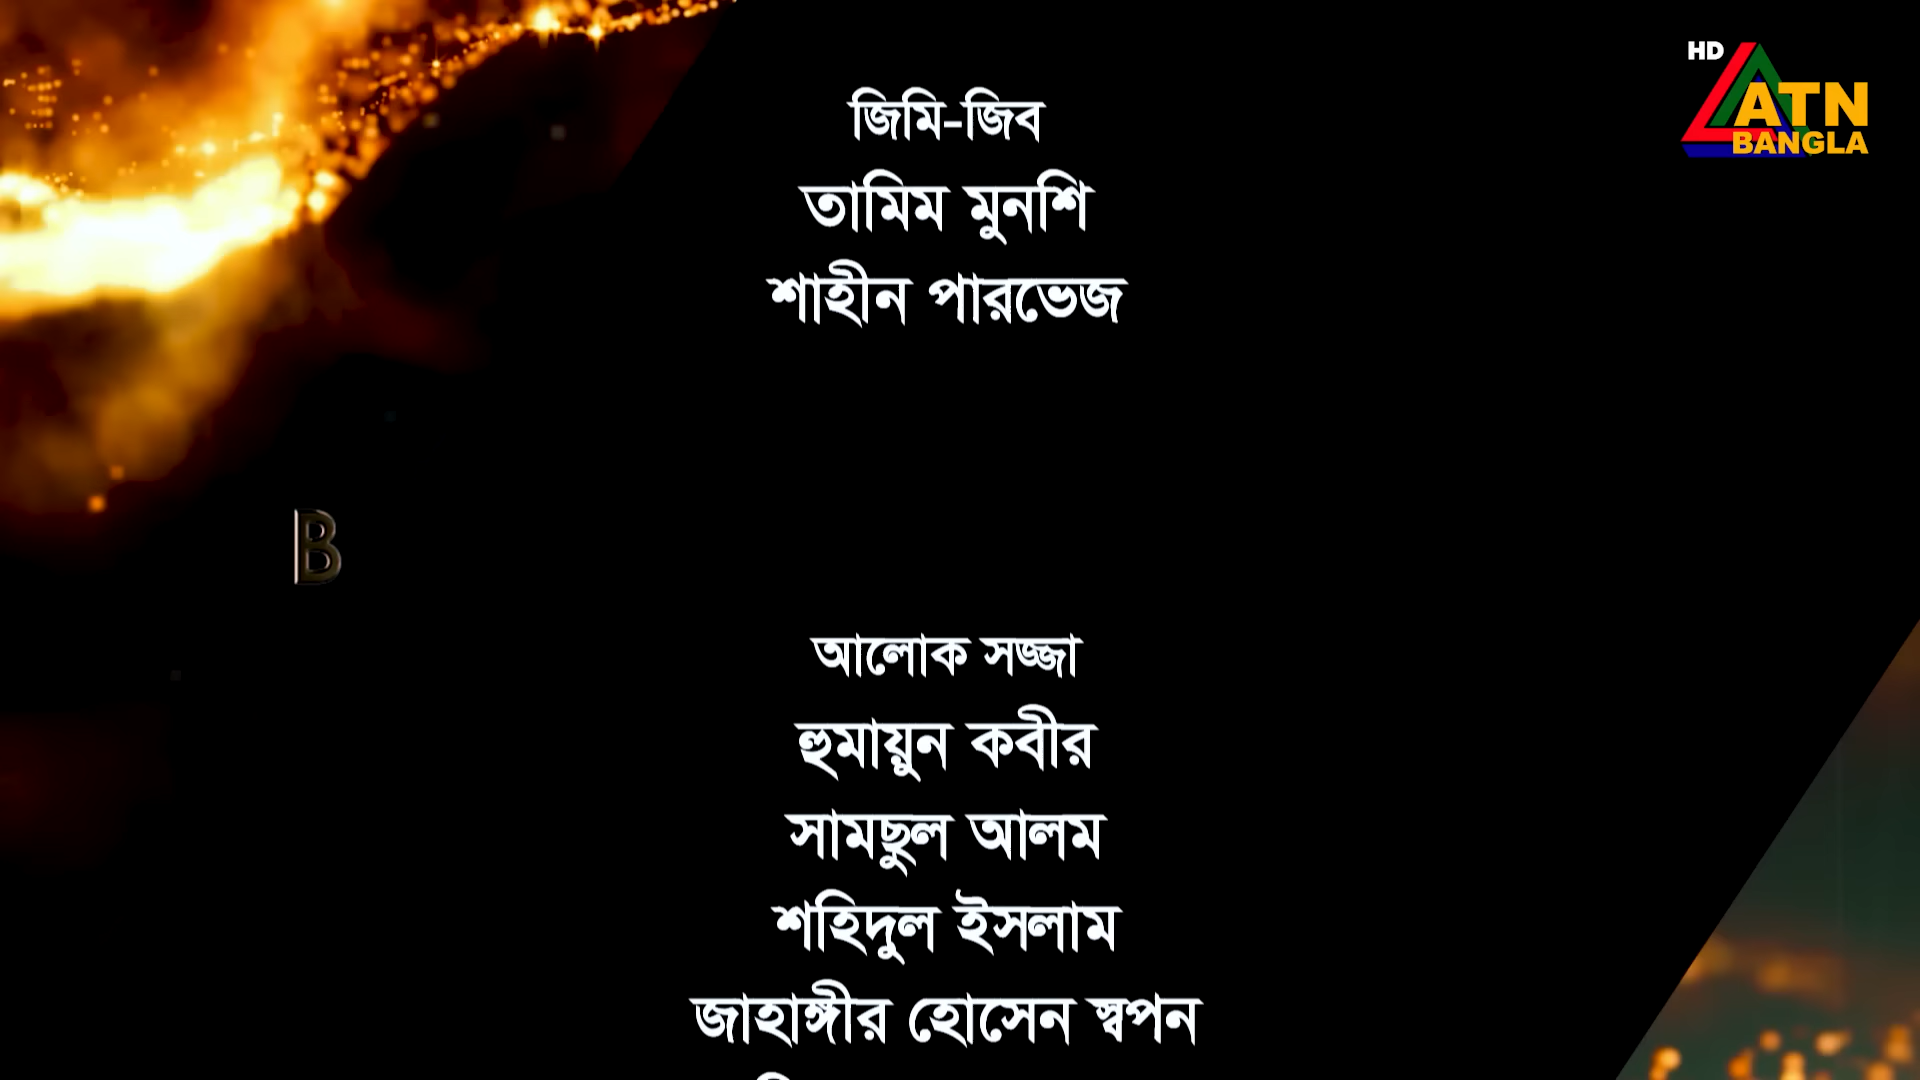 HD
ATN
BANGLA
জিমি-জিব
তামিম মুনশি
শাহীন পারভেজ
B
আলোক সজ্জা
হুমায়ুন কবীর
সামছুল আলম
শহিদুল ইসলাম
জাহাঙ্গীর হোসেন স্বপন